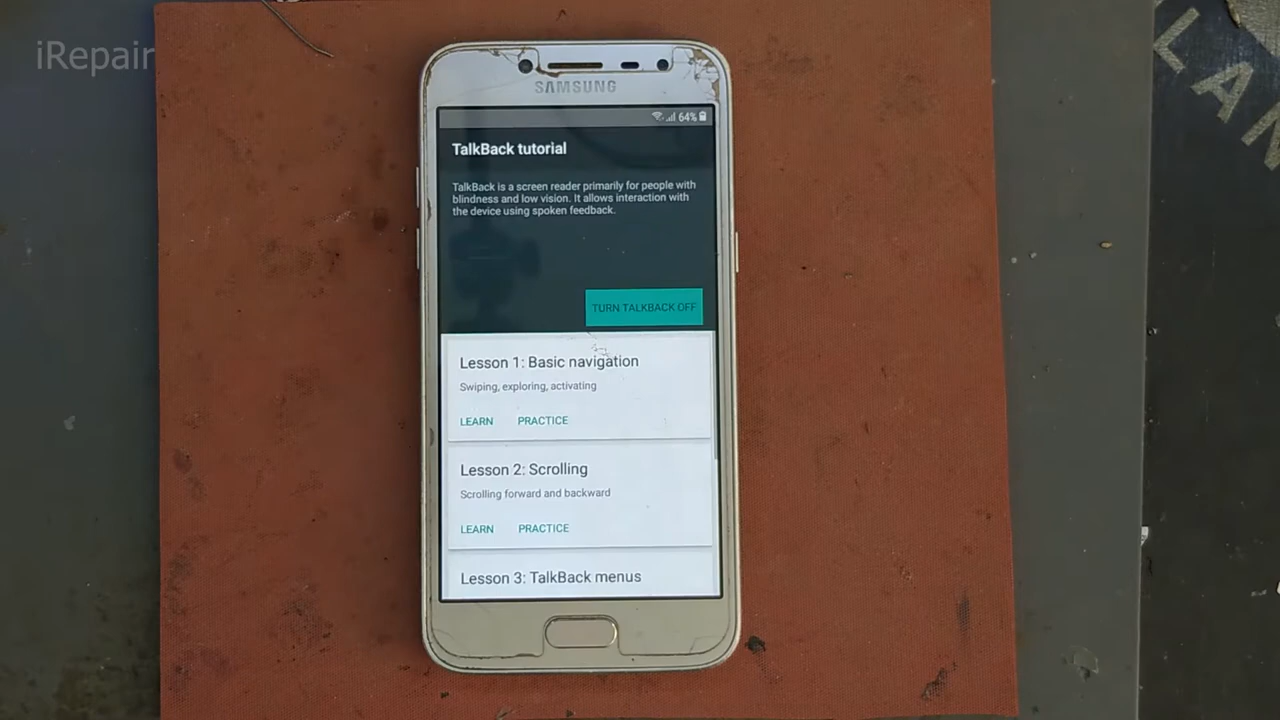 iRepair
LAN
SAMSUNG
64%
TalkBack tutorial
TalkBack is a screen reader primarily for people with
blindness and low vision. It allows interaction with
the device using spoken feedback.
TURN TALKBACK OFF
Lesson 1: Basic navigation
Swiping, exploring, activating
LEARN PRACTICE
Lesson 2: Scrolling
Scrolling forward and backward
LEARN PRACTICE
Lesson 3: TalkBack menus